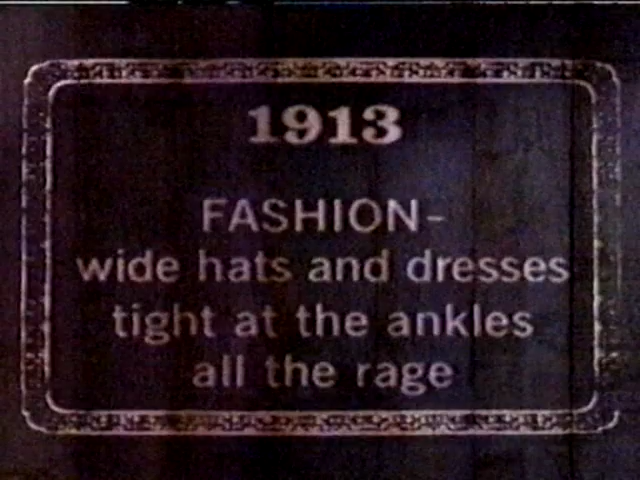 1913
FASHION-
wide hats and dresses
tight at the ankles
all the rage